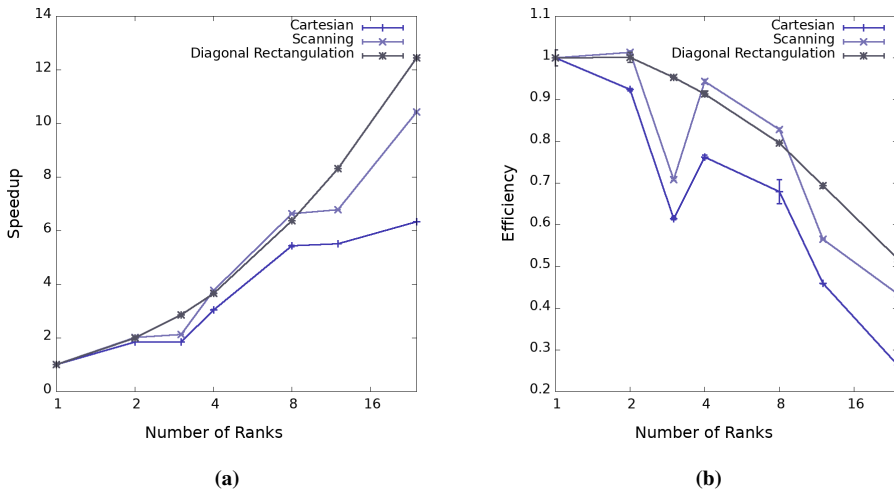 14
12
10
8
6
4
2
0
Speedup
Cartesian
Scanning
Diagonal Rectangulation
1 2 4 8 16
Number of Ranks
(a)
1.1
1
0.9
0.8
0.7
0.6
0.5
0.4
0.3
0.2
Efficiency
Cartesian
Scanning
Diagonal Rectangulation
1 2 4 8 16
Number of Ranks
(b)